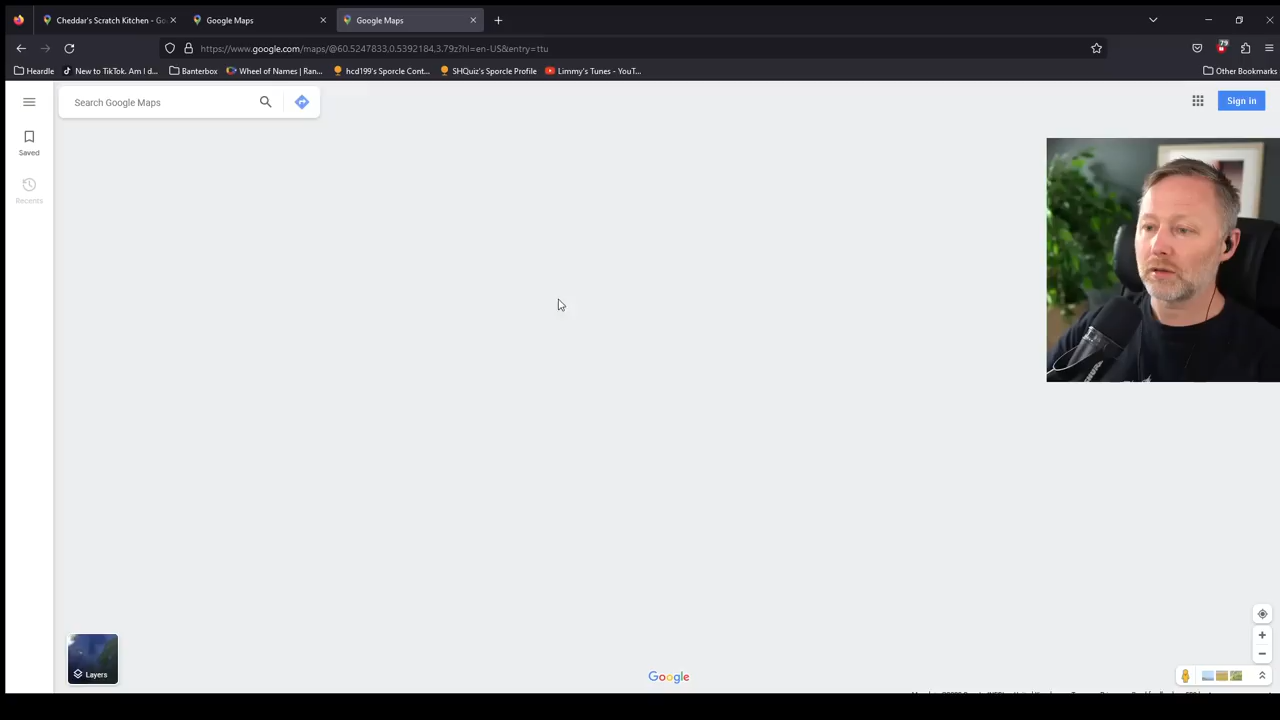 Cheddar's Scratch Kitchen - Go
Google Maps
Google Maps
https://www.google.com/maps/@60.5247833,0.5392184,3.79z?hl=en-US&entry=ttu
79
Heardle
New to TikTok. Am I d...
Banterbox
Wheel of Names | Ran...
hcd199's Sporcle Cont...
SHQuiz's Sporcle Profile
Limmy's Tunes - YouT...
Other Bookmarks
Search Google Maps
Sign in
Saved
Recents
Layers
Google